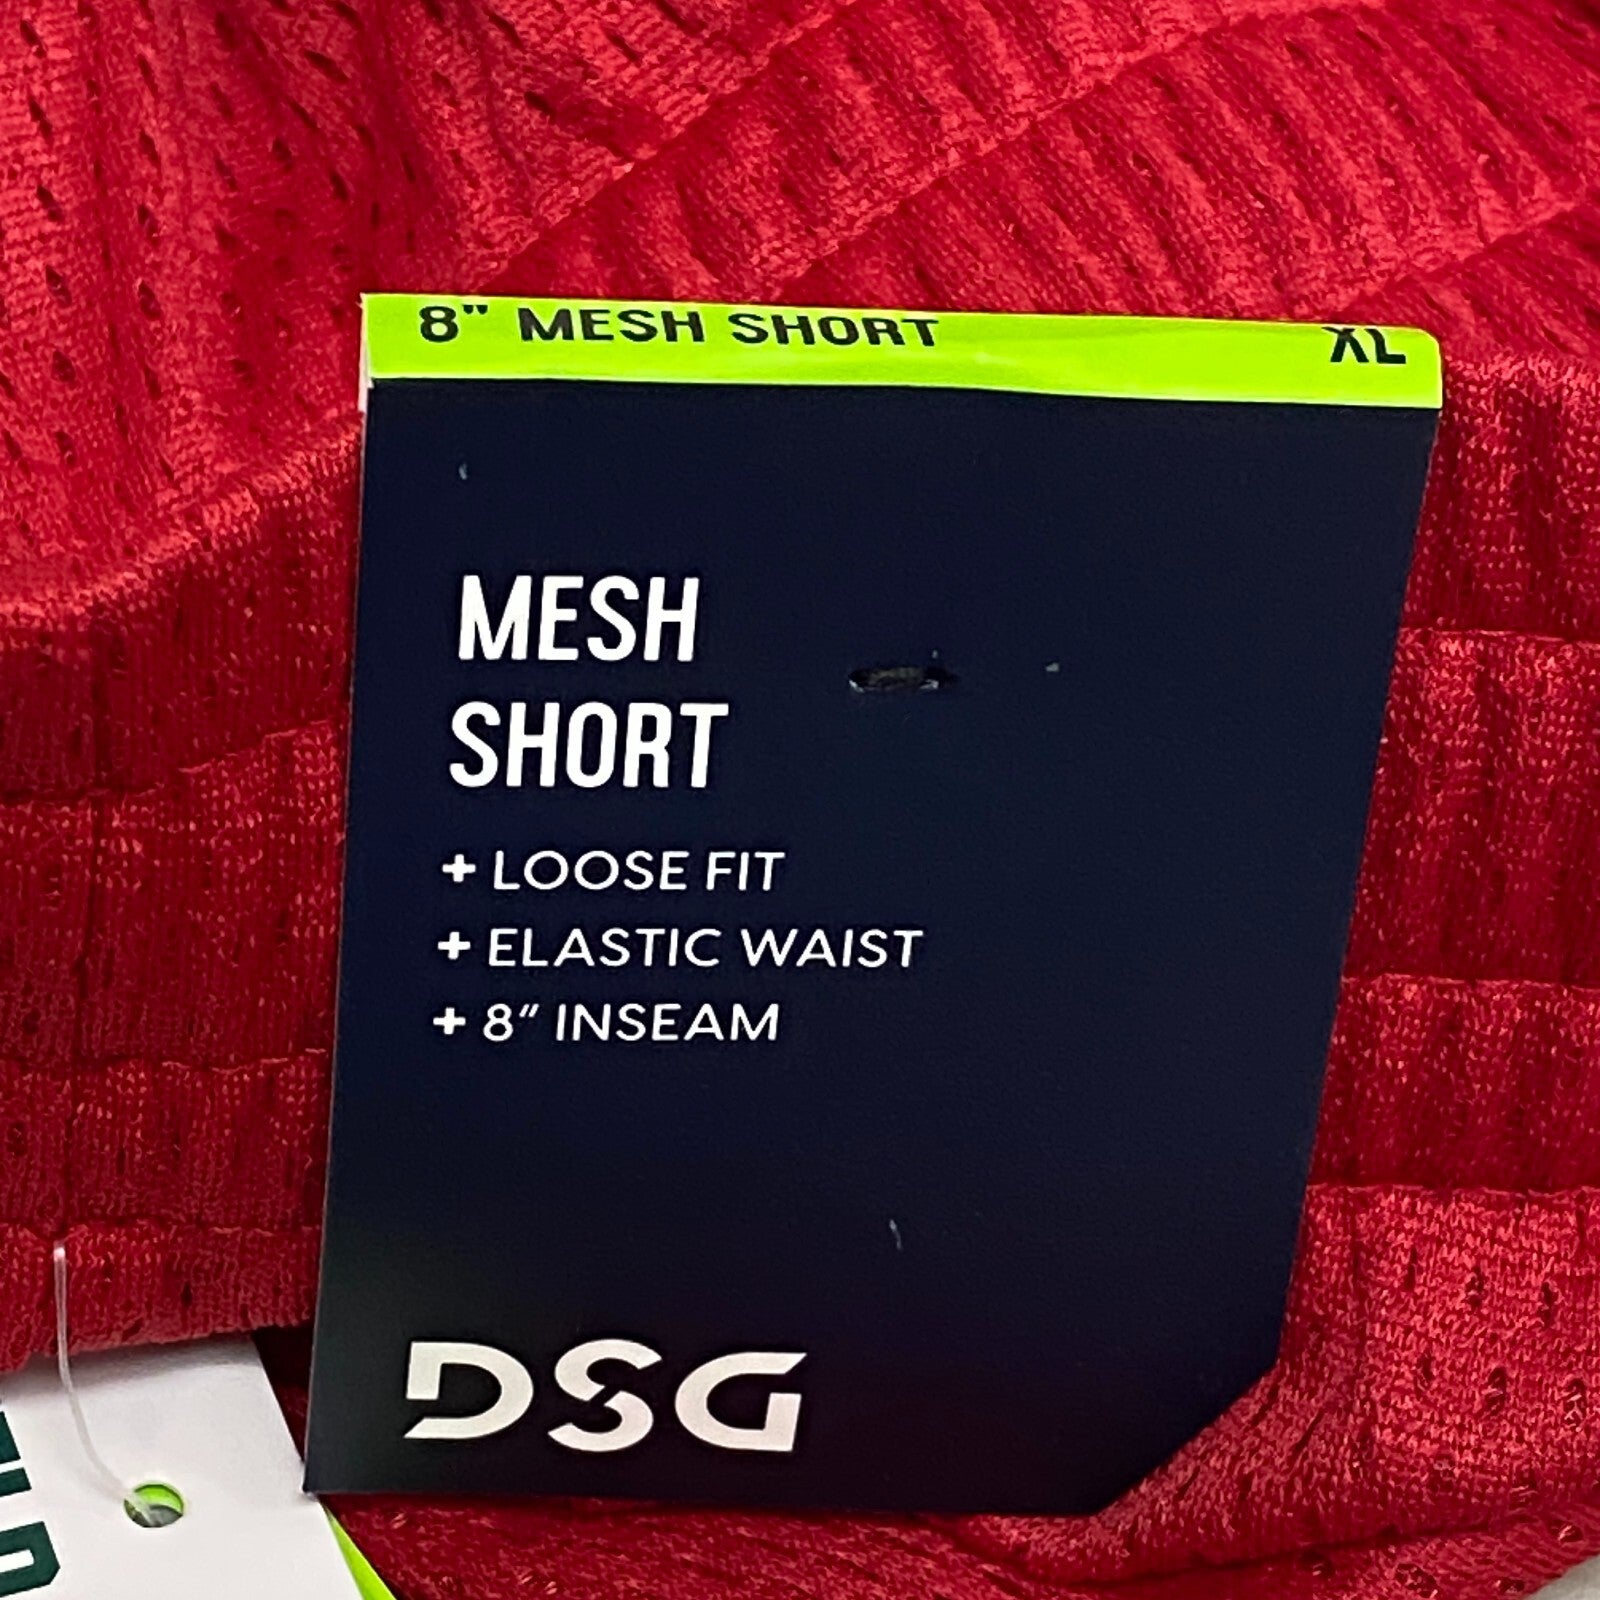 8" MESH SHORT XL
MESH
SHORT
+ LOOSE FIT
+ ELASTIC WAIST
+ 8" INSEAM
DSG